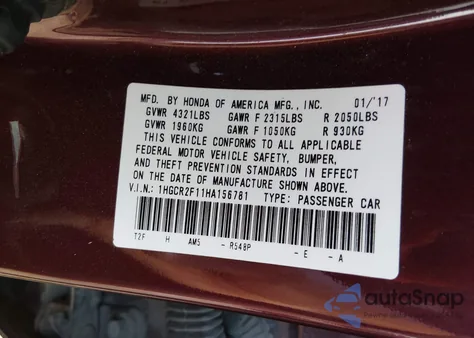 MFD. BY HONDA OF AMERICA MFG., INC. 01/'17
GVWR 4321LBS GAWR F 2315LBS R 2050LBS
GVWR 1960KG GAWR F 1050KG R 930KG
THIS VEHICLE CONFORMS TO ALL APPLICABLE
FEDERAL MOTOR VEHICLE SAFETY, BUMPER,
AND THEFT PREVENTION STANDARDS IN EFFECT
ON THE DATE OF MANUFACTURE SHOWN ABOVE.
V.I.N.: 1HGCR2F11HA156781 TYPE: PASSENGER CAR
T2F H AM5 - R548P - E - A
autoSnap